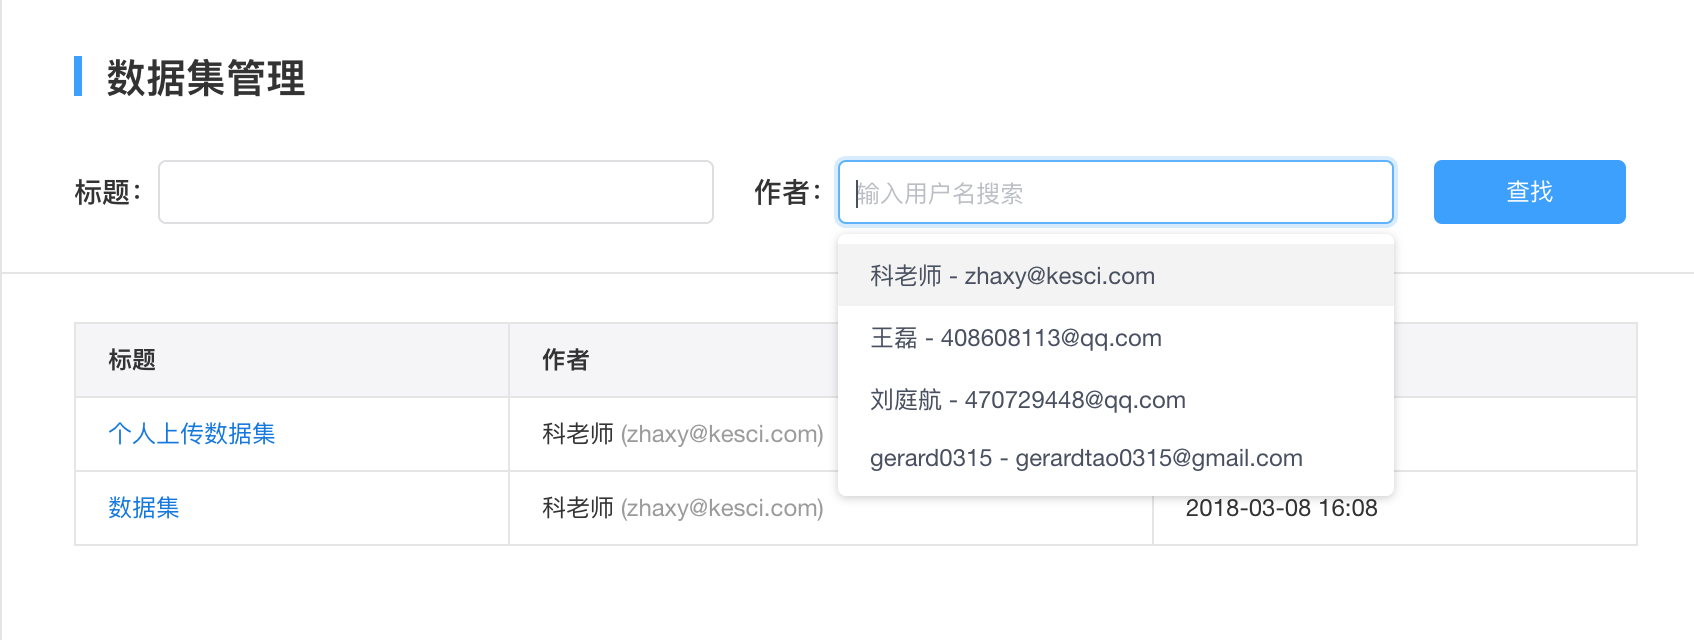 数据集管理
标题：
作者：
输入用户名搜索
查找
科老师 - zhaxy@kesci.com
王磊 - 408608113@qq.com
刘庭航 - 470729448@qq.com
gerard0315 - gerardtao0315@gmail.com
标题 作者
个人上传数据集 科老师 (zhaxy@kesci.com)
数据集 科老师 (zhaxy@kesci.com) 2018-03-08 16:08